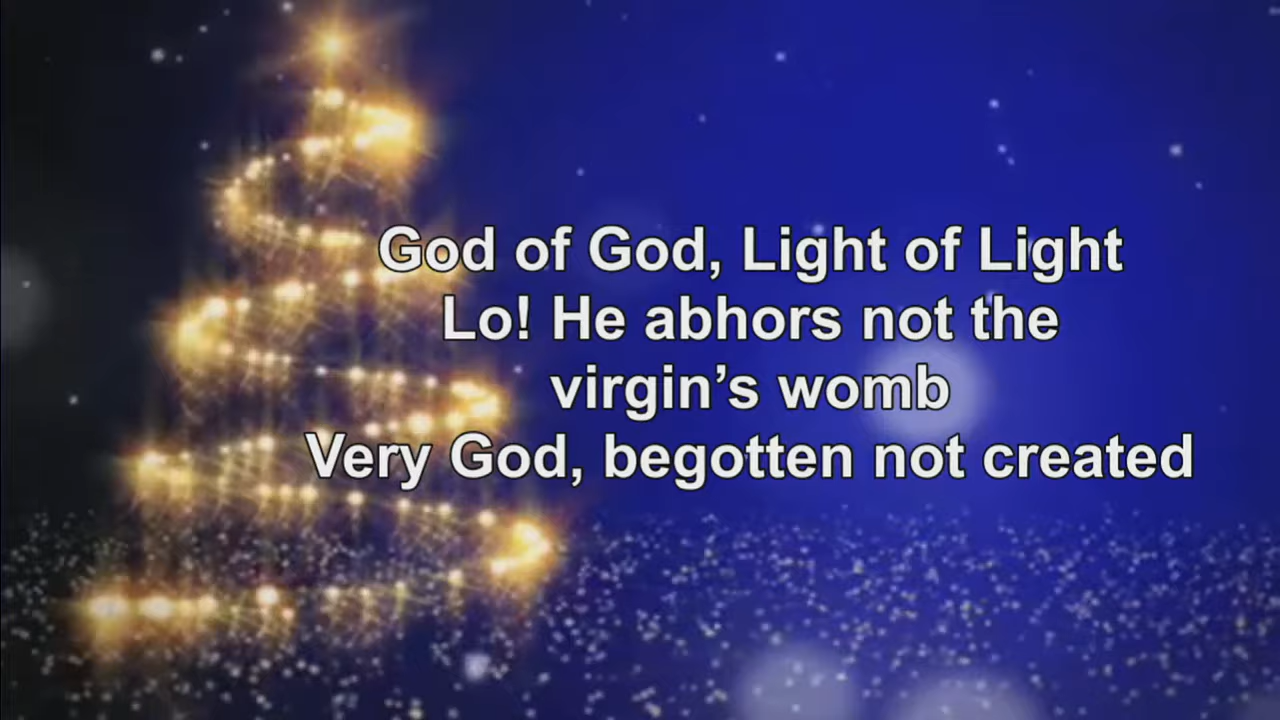 God of God, Light of Light
Lo! He abhors not the
virgin’s womb
Very God, begotten not created